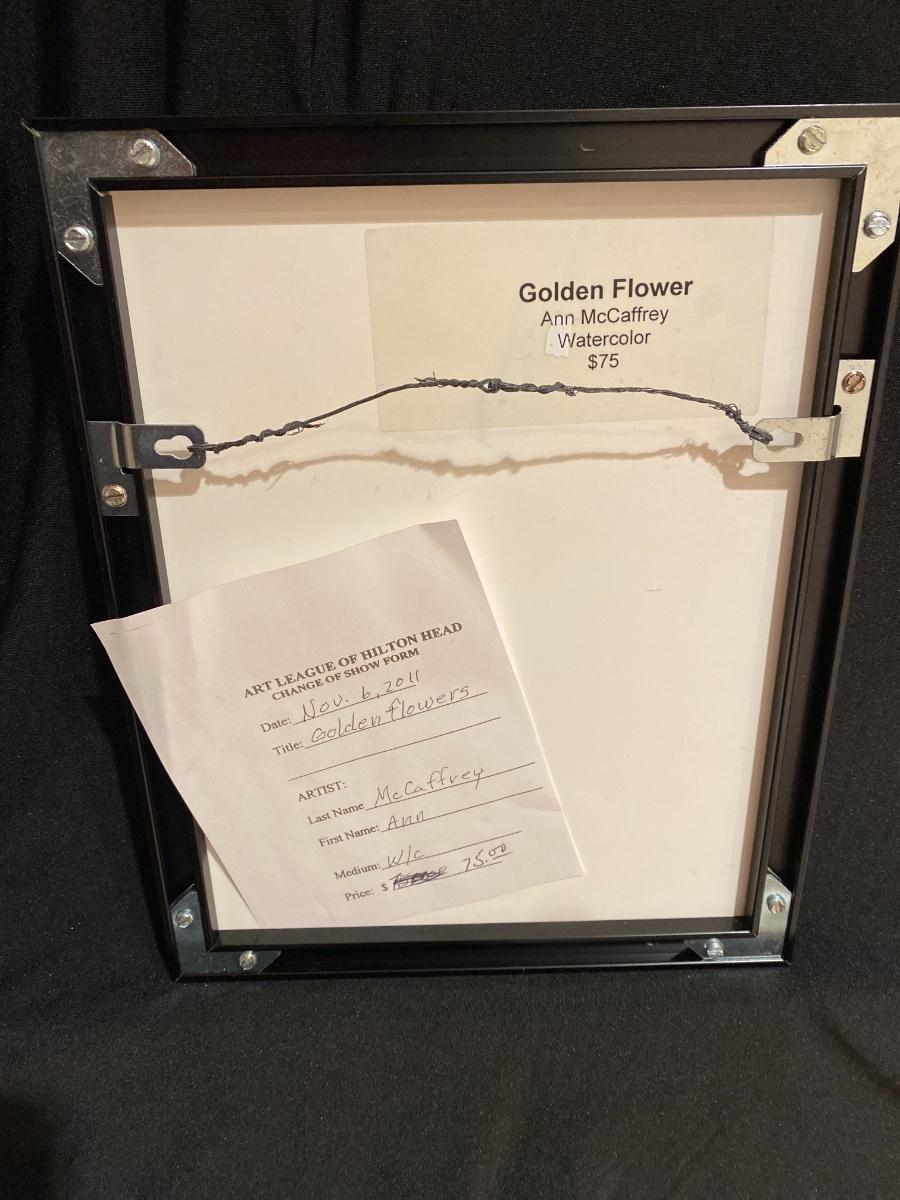 Golden Flower
Ann McCaffrey
Watercolor
$75
ART LEAGUE OF HILTON HEAD
CHANGE OF SHOW FORM
Date: Nov. 6, 2011
Title: Golden flowers
ARTIST:
Last Name McCaffrey
First Name: Ann
Medium: W/c
Price: $ 75.00